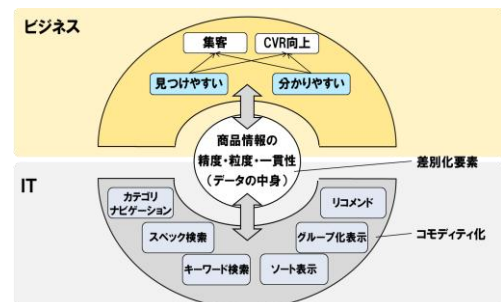 ビジネス
集客
CVR向上
見つけやすい
分かりやすい
商品情報の
精度・粒度・一貫性
(データの中身)
差別化要素
IT
カテゴリ
ナビゲーション
リコメンド
スペック検索
グループ化表示
コモディティ化
キーワード検索
ソート表示